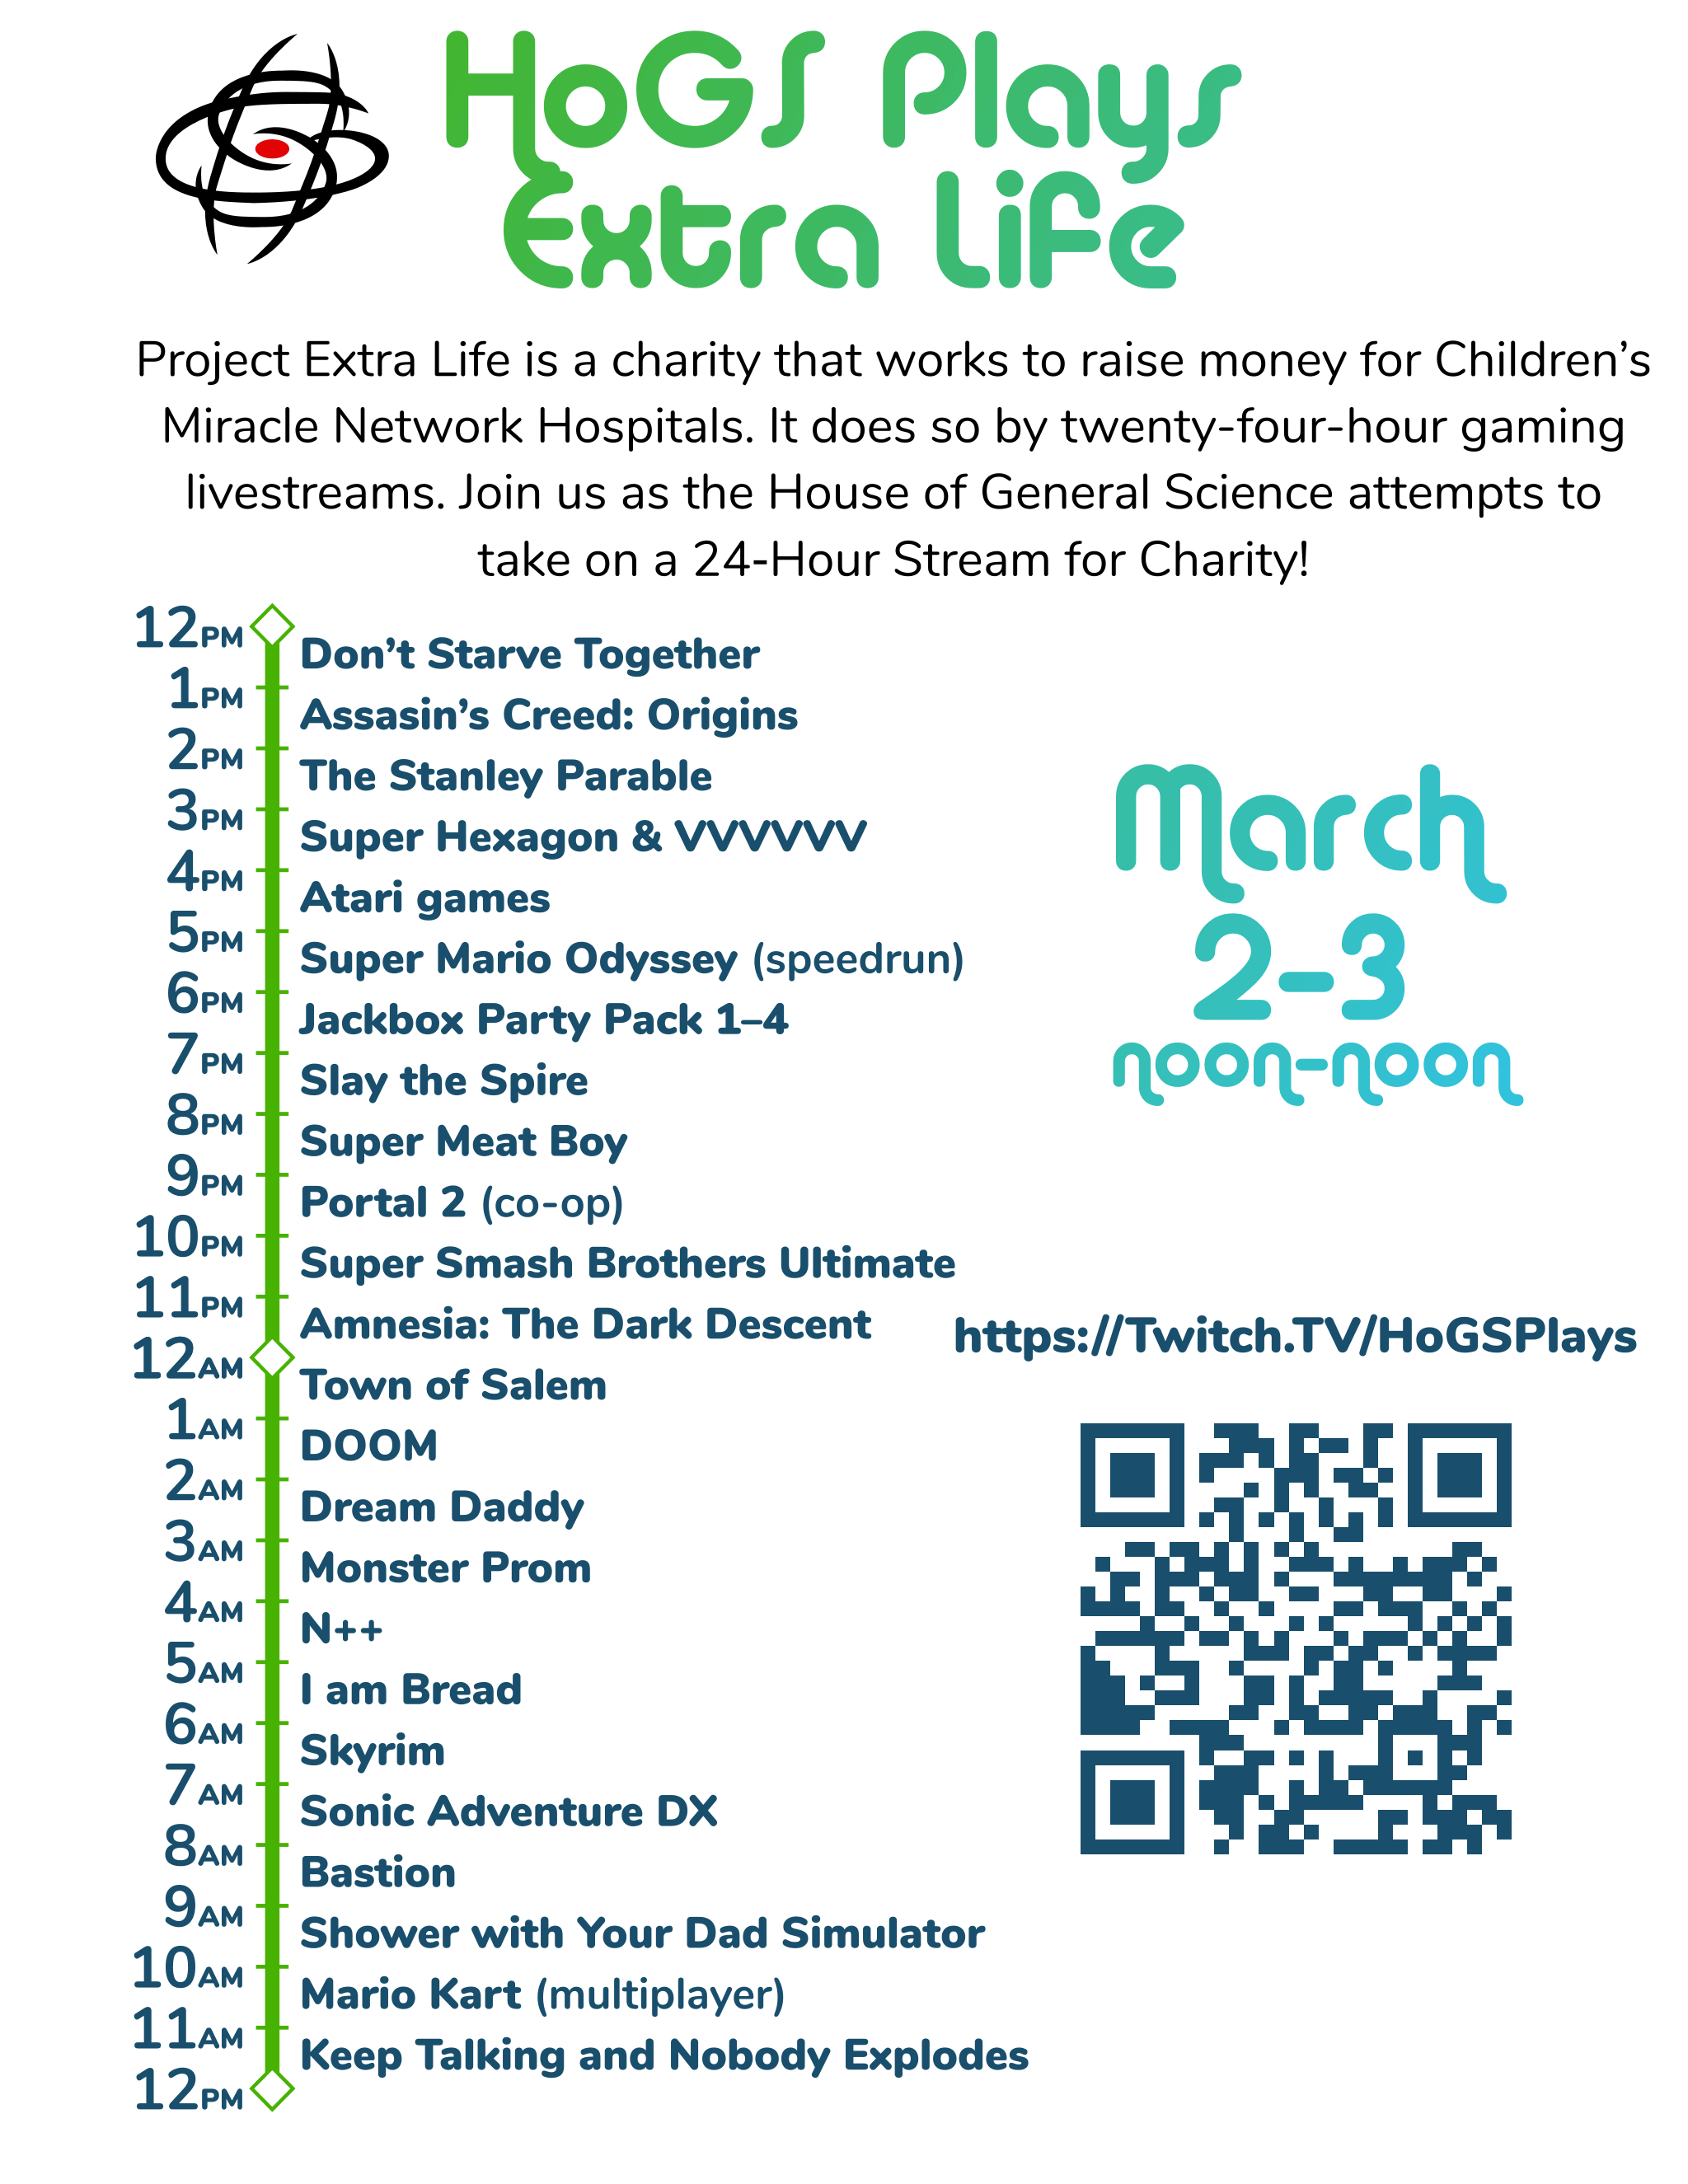 HoGS Plays
Extra Life
Project Extra Life is a charity that works to raise money for Children’s
Miracle Network Hospitals. It does so by twenty-four-hour gaming
livestreams. Join us as the House of General Science attempts to
take on a 24-Hour Stream for Charity!
12PM
Don’t Starve Together
1PM
Assasin’s Creed: Origins
2PM
The Stanley Parable
3PM
Super Hexagon & VVVVVV
4PM
Atari games
5PM
Super Mario Odyssey (speedrun)
6PM
Jackbox Party Pack 1–4
7PM
Slay the Spire
8PM
Super Meat Boy
9PM
Portal 2 (co-op)
10PM
Super Smash Brothers Ultimate
11PM
Amnesia: The Dark Descent
12AM
Town of Salem
1AM
DOOM
2AM
Dream Daddy
3AM
Monster Prom
4AM
N++
5AM
I am Bread
6AM
Skyrim
7AM
Sonic Adventure DX
8AM
Bastion
9AM
Shower with Your Dad Simulator
10AM
Mario Kart (multiplayer)
11AM
Keep Talking and Nobody Explodes
12PM
March
2-3
noon-noon
https://Twitch.TV/HoGSPlays